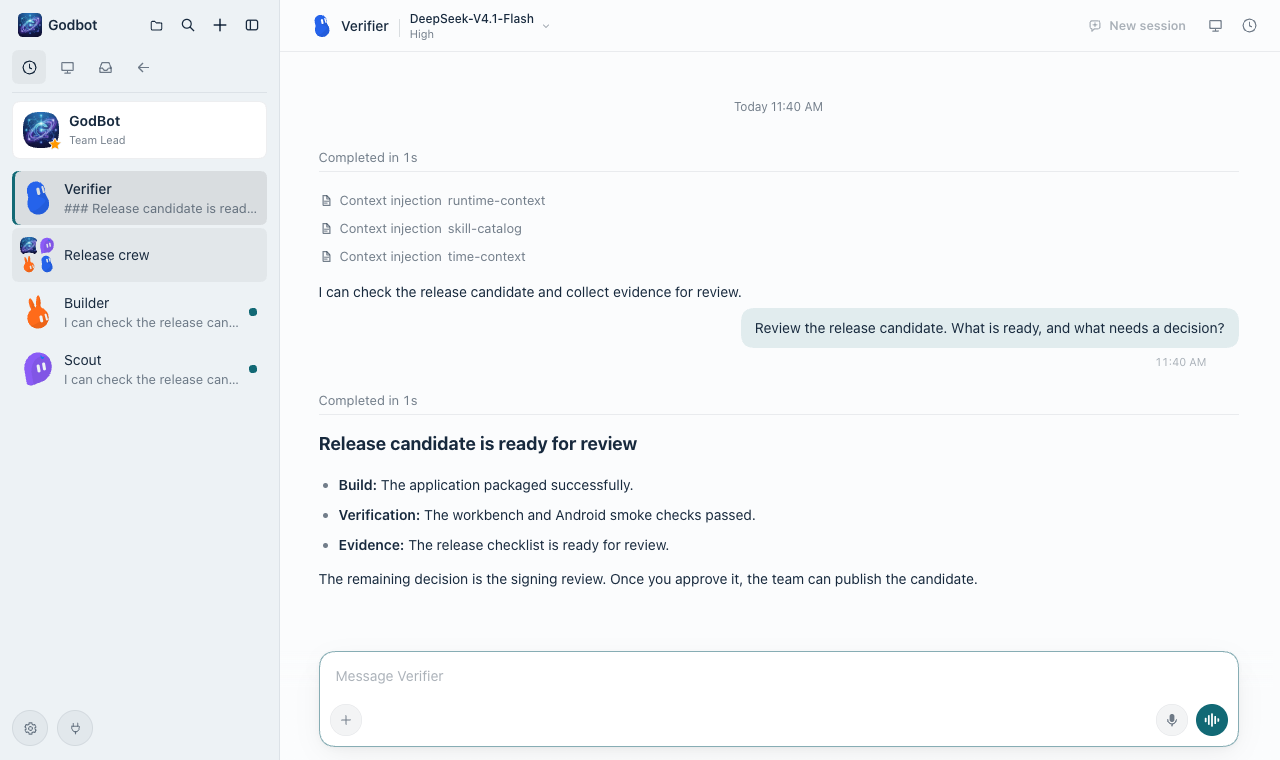 Godbot
GodBot
Team Lead
Verifier
### Release candidate is read...
Release crew
Builder
I can check the release can...
Scout
I can check the release can...
Verifier
DeepSeek-V4.1-Flash
High
New session
Today 11:40 AM
Completed in 1s
Context injection runtime-context
Context injection skill-catalog
Context injection time-context
I can check the release candidate and collect evidence for review.
Review the release candidate. What is ready, and what needs a decision?
11:40 AM
Completed in 1s
Release candidate is ready for review
• Build: The application packaged successfully.
• Verification: The workbench and Android smoke checks passed.
• Evidence: The release checklist is ready for review.
The remaining decision is the signing review. Once you approve it, the team can publish the candidate.
Message Verifier